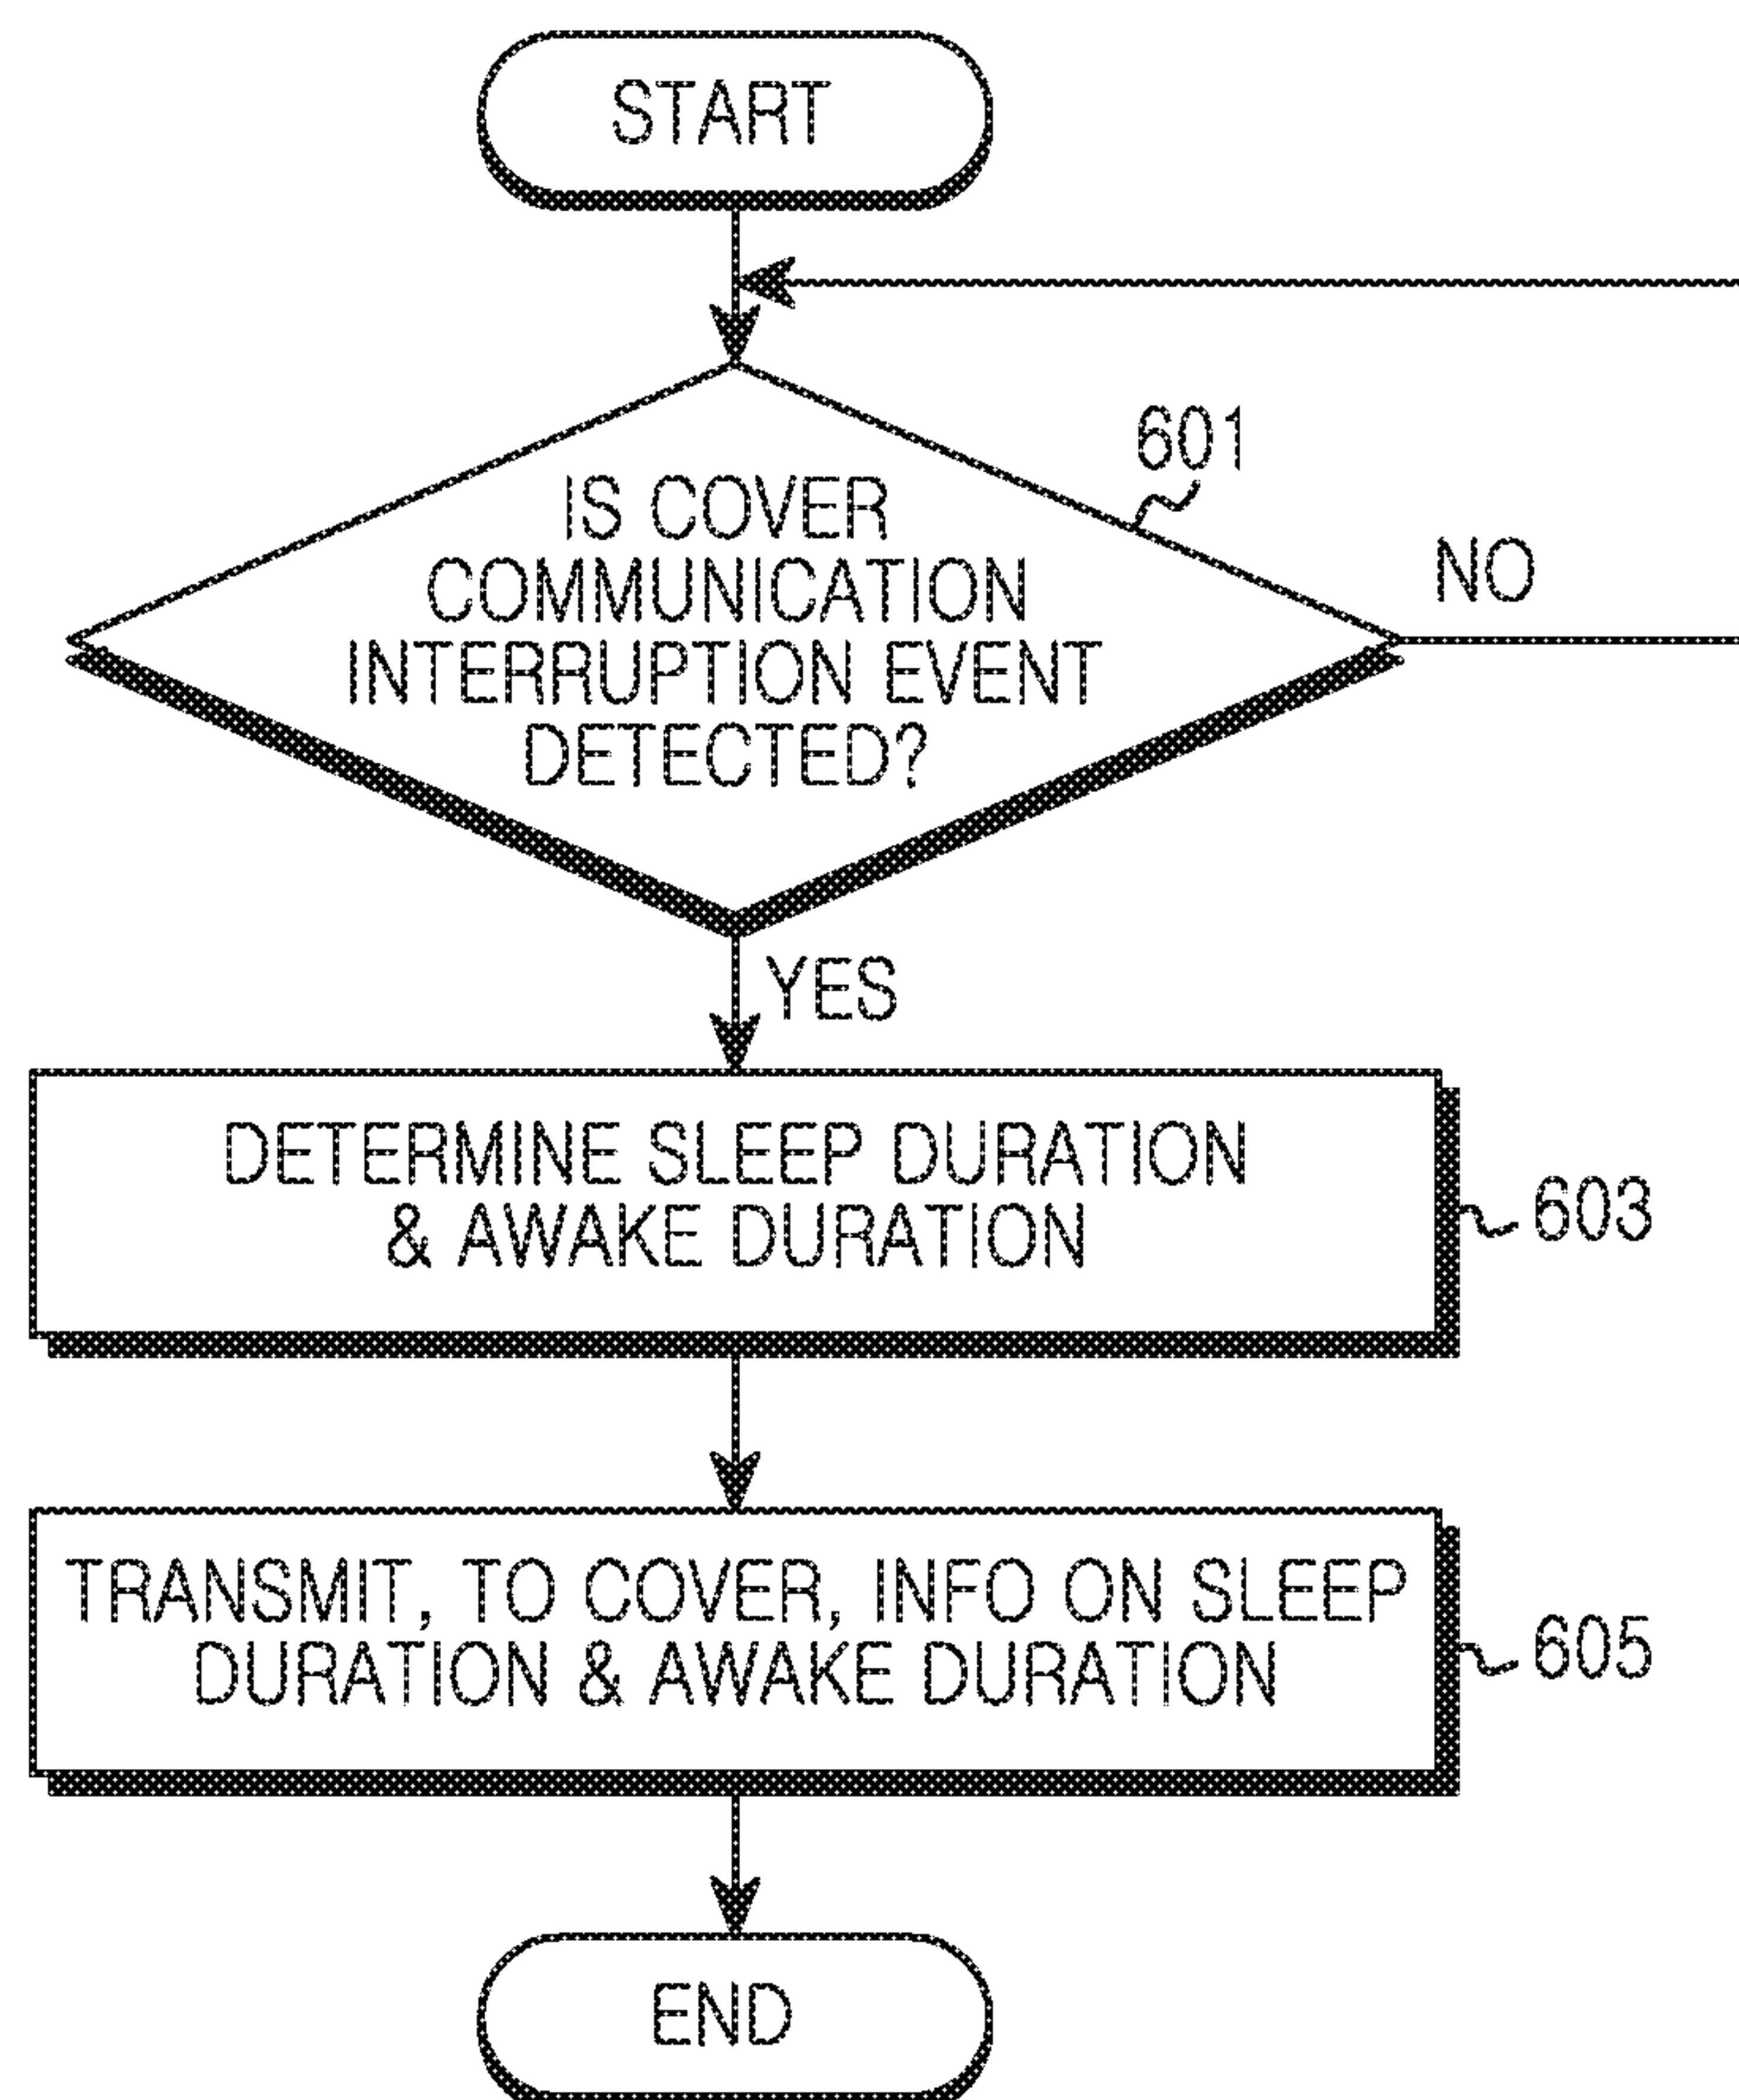 START
601
IS COVER
COMMUNICATION
INTERRUPTION EVENT
DETECTED?
NO
YES
DETERMINE SLEEP DURATION
& AWAKE DURATION
603
TRANSMIT, TO COVER, INFO ON SLEEP
DURATION & AWAKE DURATION
605
END